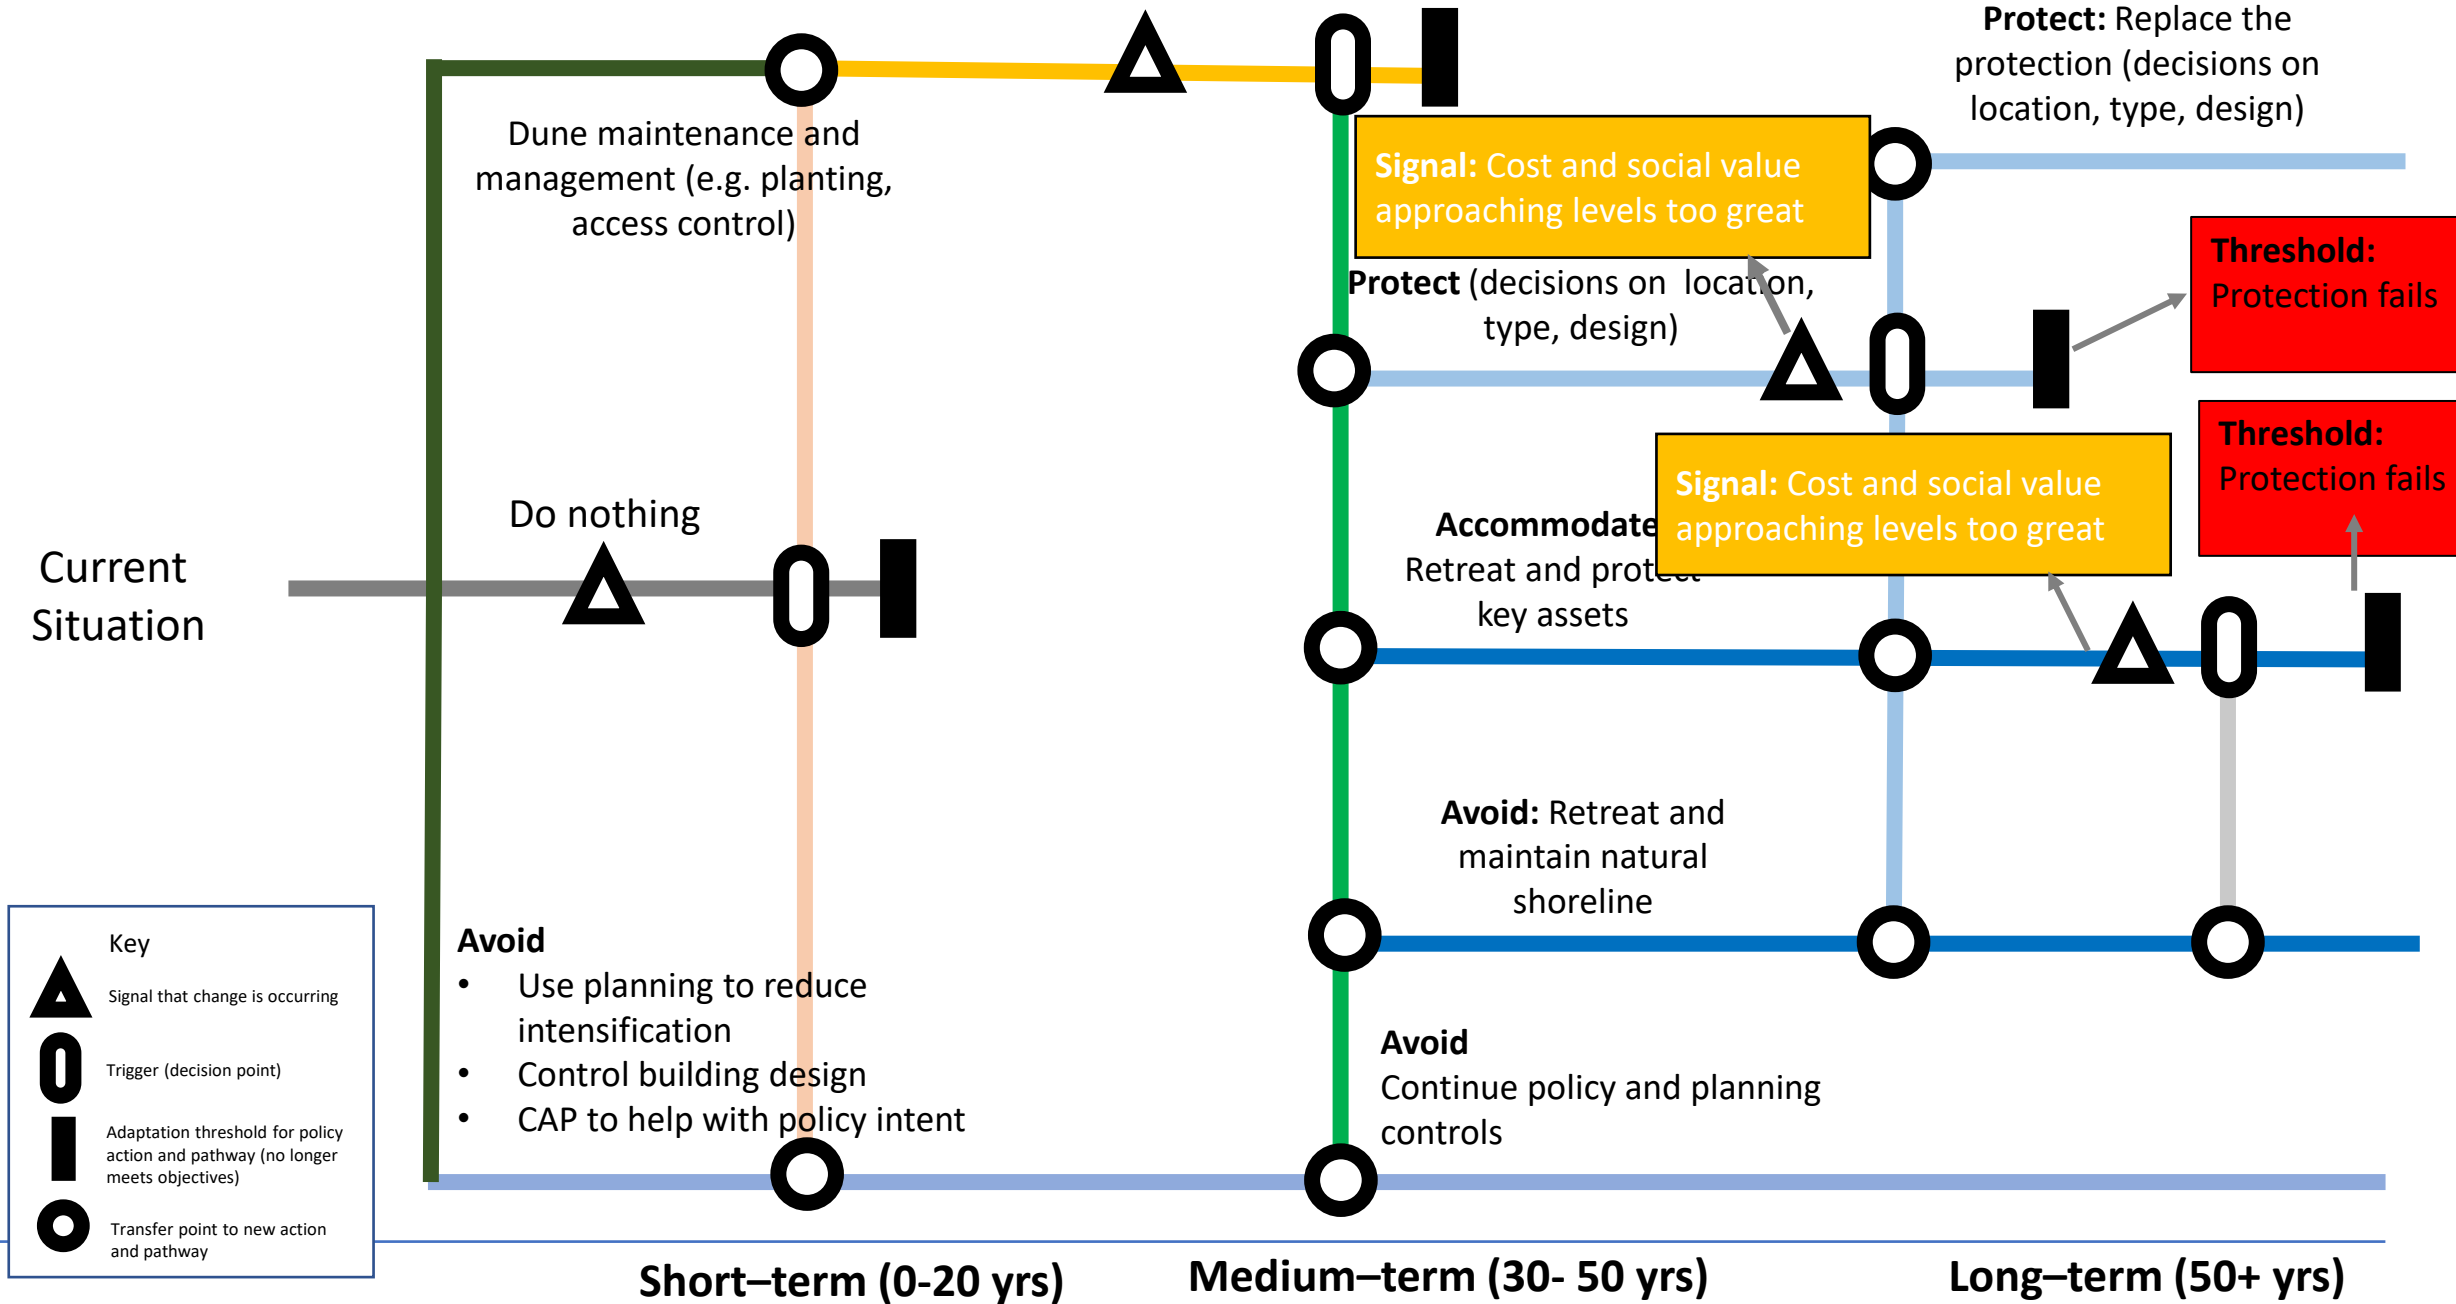 Protect: Replace the
protection (decisions on
location, type, design)
Dune maintenance and
management (e.g. planting,
access control)
Signal: Cost and social value
approaching levels too great
Protect (decisions on location,
type, design)
Threshold:
Protection fails
Threshold:
Protection fails
Signal: Cost and social value
approaching levels too great
Do nothing
Current
Situation
Accommodate
Retreat and protect
key assets
Avoid: Retreat and
maintain natural
shoreline
Avoid
• Use planning to reduce
intensification
• Control building design
• CAP to help with policy intent
Avoid
Continue policy and planning
controls
Key
Signal that change is occurring
Trigger (decision point)
Adaptation threshold for policy
action and pathway (no longer
meets objectives)
Transfer point to new action
and pathway
Short–term (0-20 yrs)
Medium–term (30- 50 yrs)
Long–term (50+ yrs)